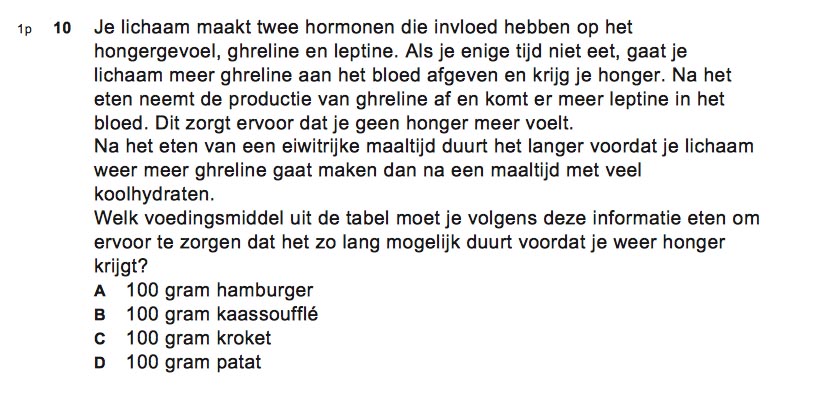 1p 10 Je lichaam maakt twee hormonen die invloed hebben op het
hongergevoel, ghreline en leptine. Als je enige tijd niet eet, gaat je
lichaam meer ghreline aan het bloed afgeven en krijg je honger. Na het
eten neemt de productie van ghreline af en komt er meer leptine in het
bloed. Dit zorgt ervoor dat je geen honger meer voelt.
Na het eten van een eiwitrijke maaltijd duurt het langer voordat je lichaam
weer meer ghreline gaat maken dan na een maaltijd met veel
koolhydraten.
Welk voedingsmiddel uit de tabel moet je volgens deze informatie eten om
ervoor te zorgen dat het zo lang mogelijk duurt voordat je weer honger
krijgt?
A 100 gram hamburger
B 100 gram kaassoufflé
C 100 gram kroket
D 100 gram patat